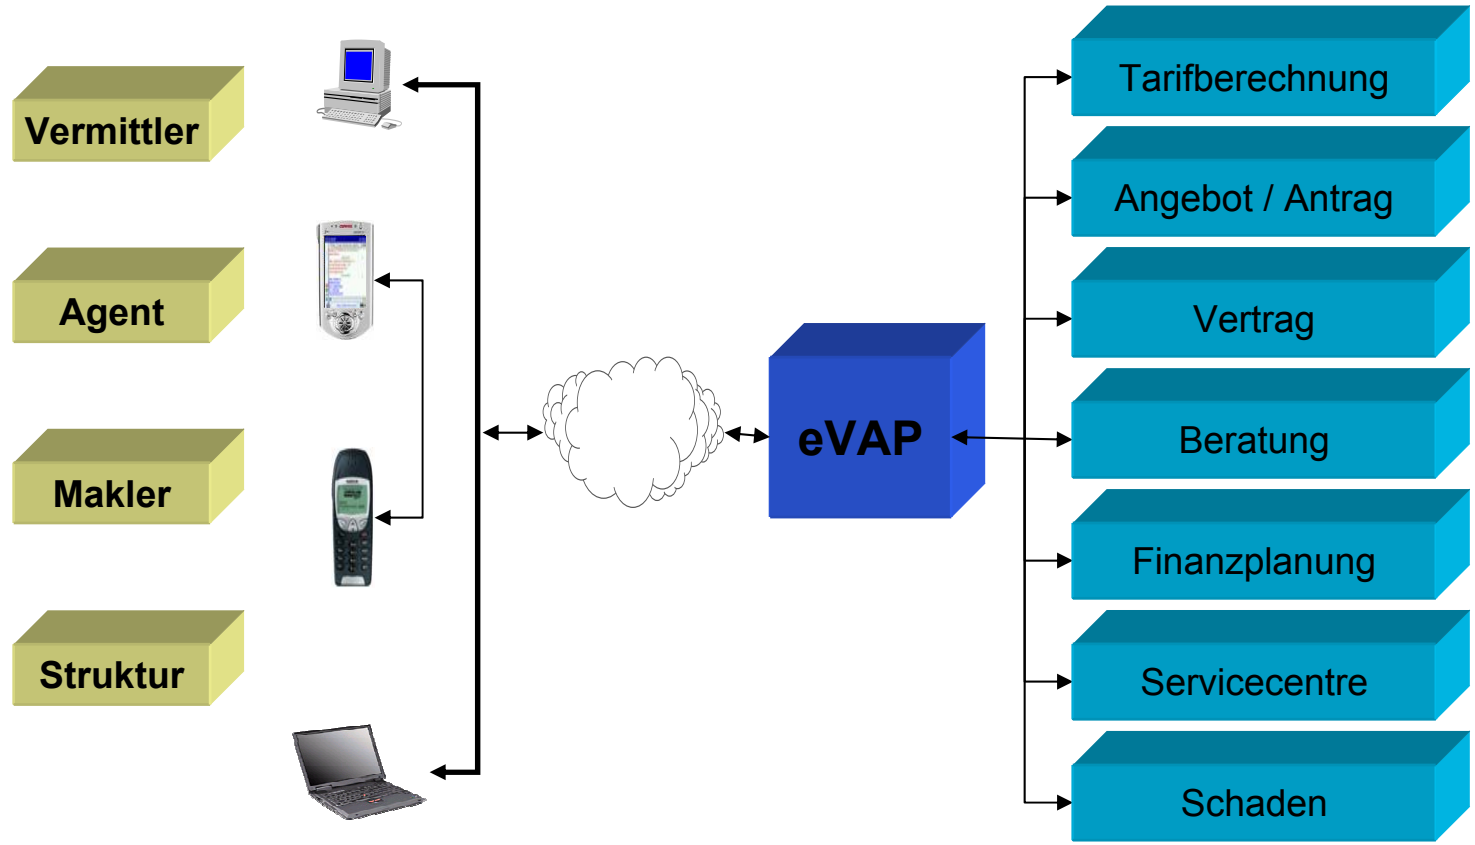 Vermittler
Agent
Makler
Struktur
eVAP
Tarifberechnung
Angebot / Antrag
Vertrag
Beratung
Finanzplanung
Servicecentre
Schaden